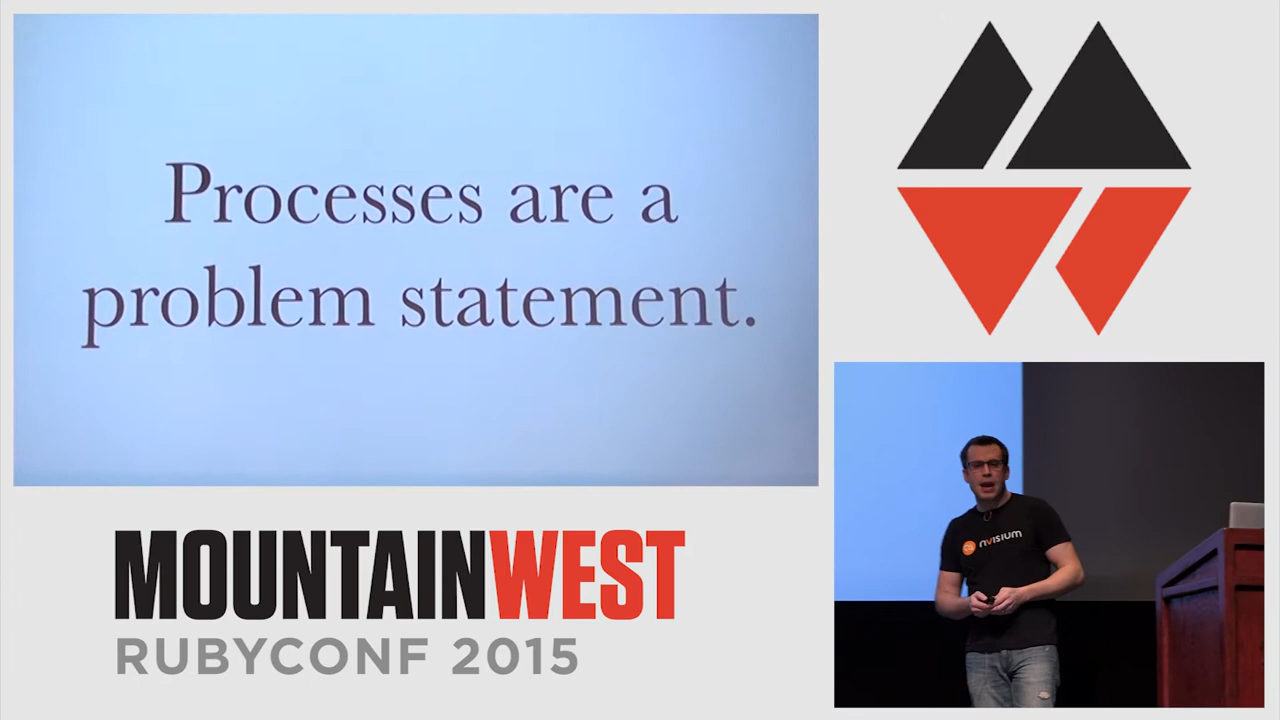 Processes are a
problem statement.
MOUNTAINWEST
RUBYCONF 2015
nVISIUM